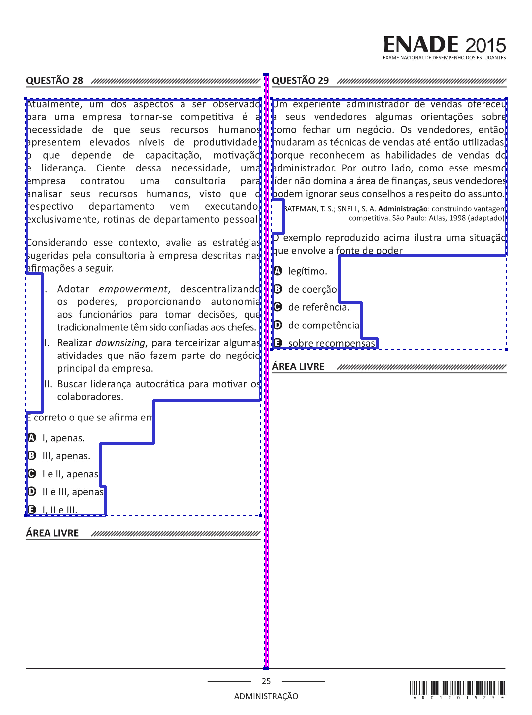 ENADE 2015
EXAME NACIONAL DE DESEMPENHO DOS ESTUDANTES
QUESTÃO 28
Atualmente, um dos aspectos a ser observado
para uma empresa tornar-se competitiva é a
necessidade de que seus recursos humanos
apresentem elevados níveis de produtividade,
o que depende de capacitação, motivação
e liderança. Ciente dessa necessidade, uma
empresa contratou uma consultoria para
analisar seus recursos humanos, visto que o
respectivo departamento vem executando,
exclusivamente, rotinas de departamento pessoal.
Considerando esse contexto, avalie as estratégias
sugeridas pela consultoria à empresa descritas nas
afirmações a seguir.
I. Adotar empowerment, descentralizando
os poderes, proporcionando autonomia
aos funcionários para tomar decisões, que
tradicionalmente têm sido confiadas aos chefes.
II. Realizar downsizing, para terceirizar algumas
atividades que não fazem parte do negócio
principal da empresa.
III. Buscar liderança autocrática para motivar os
colaboradores.
É correto o que se afirma em
A I, apenas.
B III, apenas.
C I e II, apenas.
D II e III, apenas.
E I, II e III.
ÁREA LIVRE
QUESTÃO 29
Um experiente administrador de vendas ofereceu
a seus vendedores algumas orientações sobre
como fechar um negócio. Os vendedores, então,
mudaram as técnicas de vendas até então utilizadas,
porque reconhecem as habilidades de vendas do
administrador. Por outro lado, como esse mesmo
líder não domina a área de finanças, seus vendedores
podem ignorar seus conselhos a respeito do assunto.
BATEMAN, T. S.; SNELL, S. A. Administração: construindo vantagem
competitiva. São Paulo: Atlas, 1998 (adaptado).
O exemplo reproduzido acima ilustra uma situação
que envolve a fonte de poder
A legítimo.
B de coerção.
C de referência.
D de competência.
E sobre recompensas.
ÁREA LIVRE
25
ADMINISTRAÇÃO